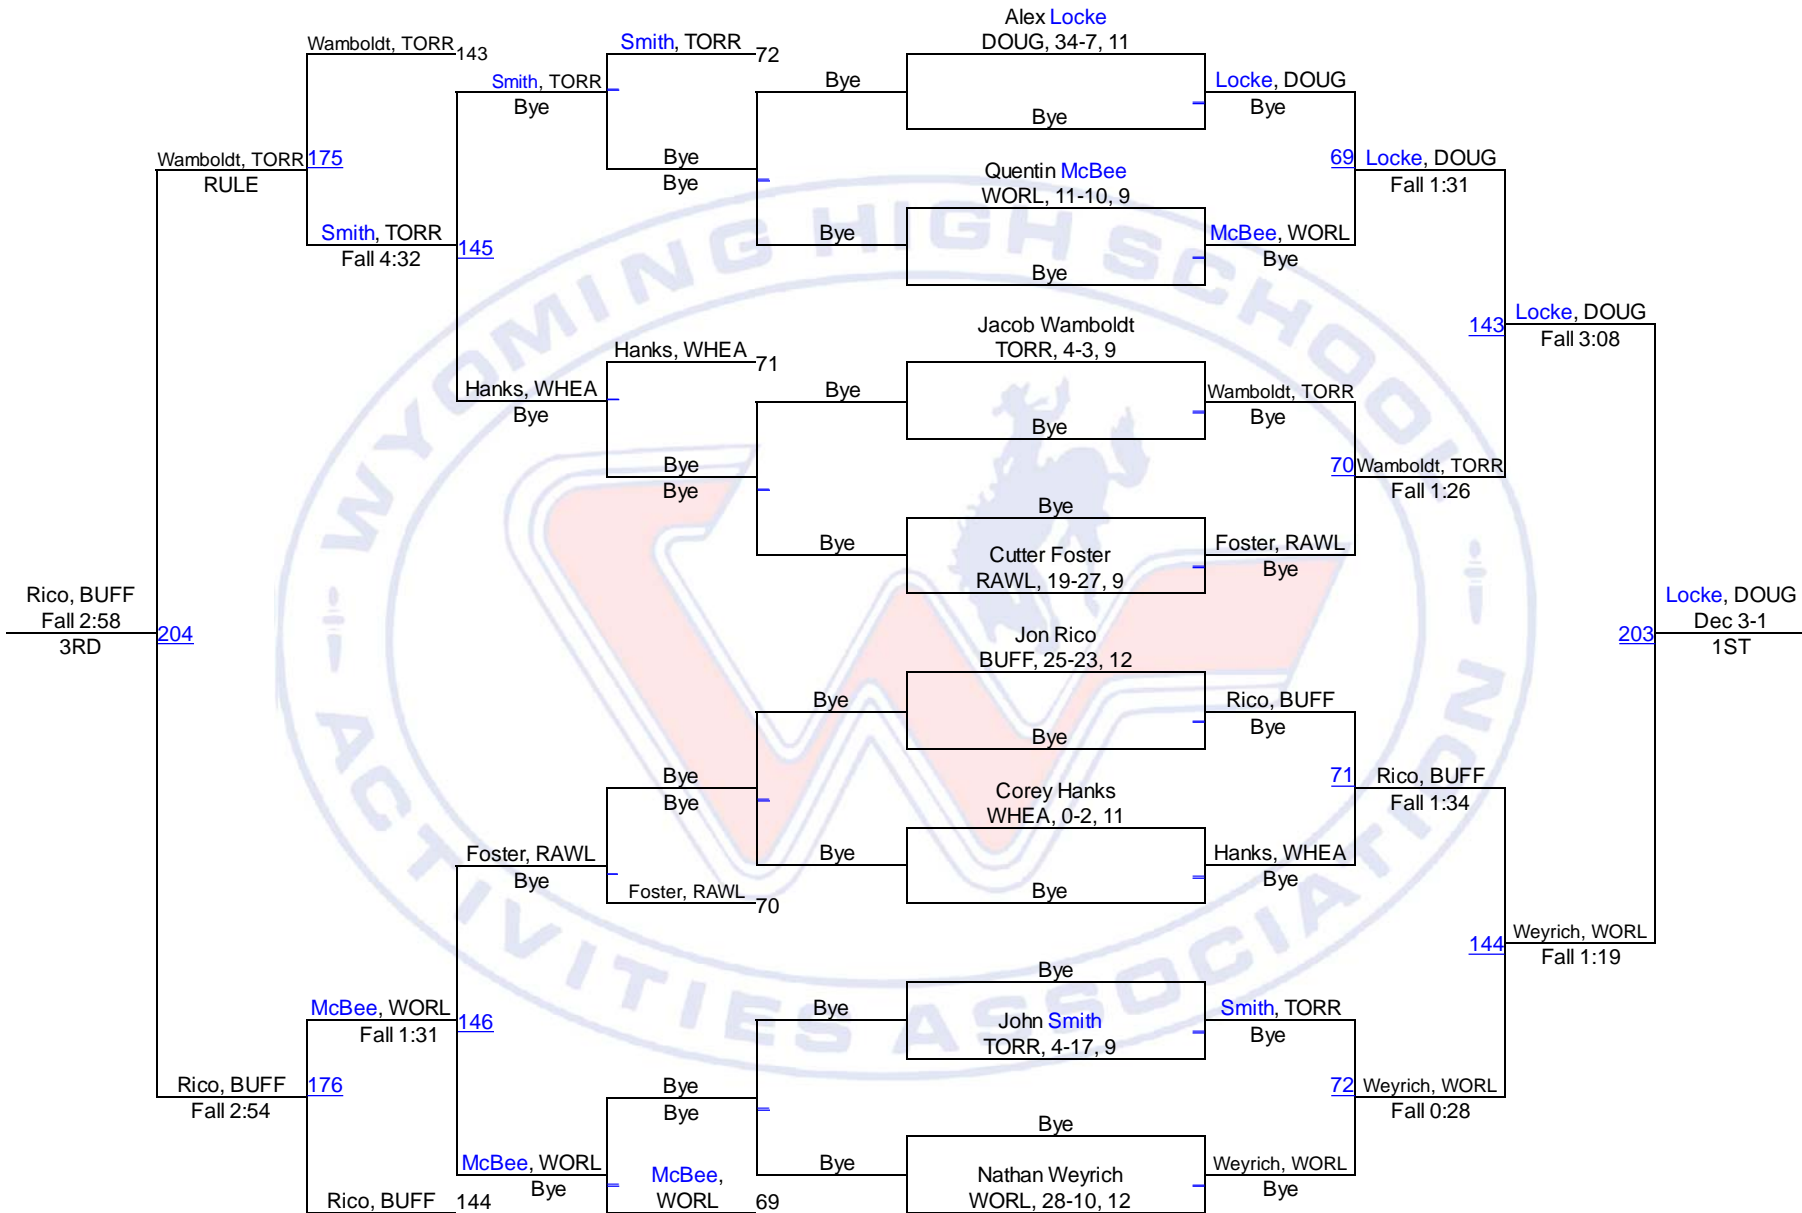 Alex Locke
DOUG, 34-7, 11
Bye
Quentin McBee
WORL, 11-10, 9
Bye
Jacob Wamboldt
TORR, 4-3, 9
Bye
Bye
Cutter Foster
RAWL, 19-27, 9
Jon Rico
BUFF, 25-23, 12
Bye
Corey Hanks
WHEA, 0-2, 11
Bye
Bye
John Smith
TORR, 4-17, 9
Bye
Nathan Weyrich
WORL, 28-10, 12
Locke, DOUG
Bye
McBee, WORL
Bye
Wamboldt, TORR
Bye
Foster, RAWL
Bye
Rico, BUFF
Bye
Hanks, WHEA
Bye
Smith, TORR
Bye
Weyrich, WORL
Bye
69
Locke, DOUG
Fall 1:31
70
Wamboldt, TORR
Fall 1:26
71
Rico, BUFF
Fall 1:34
72
Weyrich, WORL
Fall 0:28
143
Locke, DOUG
Fall 3:08
144
Weyrich, WORL
Fall 1:19
203
Locke, DOUG
Dec 3-1
1ST
Bye
Bye
Bye
Bye
Bye
Bye
Bye
Bye
Smith, TORR
72
Bye
Bye
Hanks, WHEA
71
Bye
Bye
Bye
Bye
Foster, RAWL
70
Bye
Bye
McBee,
WORL
69
Smith, TORR
Bye
Hanks, WHEA
Bye
Foster, RAWL
Bye
McBee, WORL
Bye
Wamboldt, TORR
143
Smith, TORR
Fall 4:32
145
McBee, WORL
Fall 1:31
146
Rico, BUFF
144
Wamboldt, TORR
RULE
175
Rico, BUFF
Fall 2:54
176
Rico, BUFF
Fall 2:58
3RD
204
WYOMING HIGH SCHOOL
ACTIVITIES ASSOCIATION